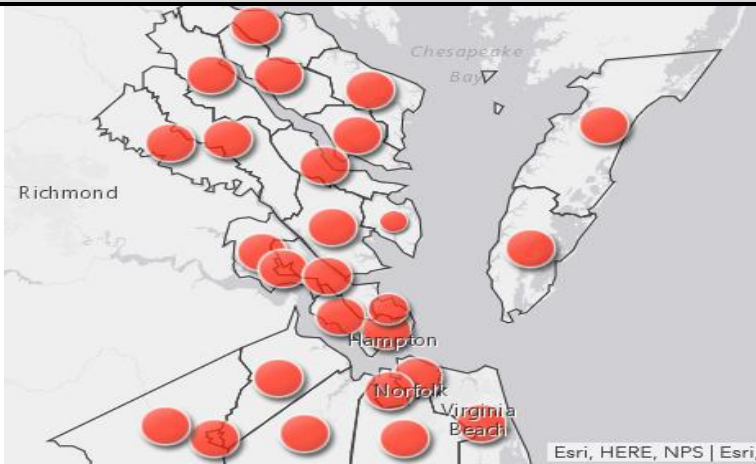 Chesapeake
Bay
Richmond
Hampton
Norfolk
Virginia
Beach
Esri, HERE, NPS | Esri